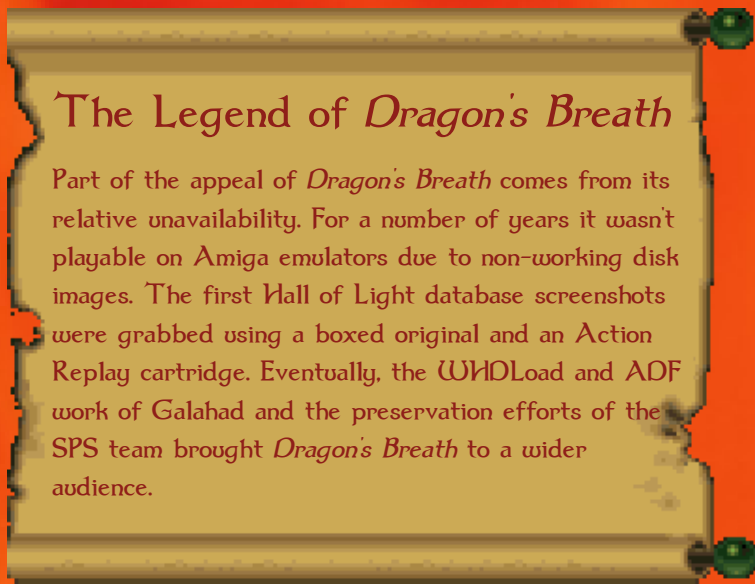 The Legend of Dragon's Breath
Part of the appeal of Dragon's Breath comes from its
relative unavailability. For a number of years it wasn't
playable on Amiga emulators due to non-working disk
images. The first Hall of Light database screenshots
were grabbed using a boxed original and an Action
Replay cartridge. Eventually, the WHDLoad and ADF
work of Galahad and the preservation efforts of the
SPS team brought Dragon's Breath to a wider
audience.